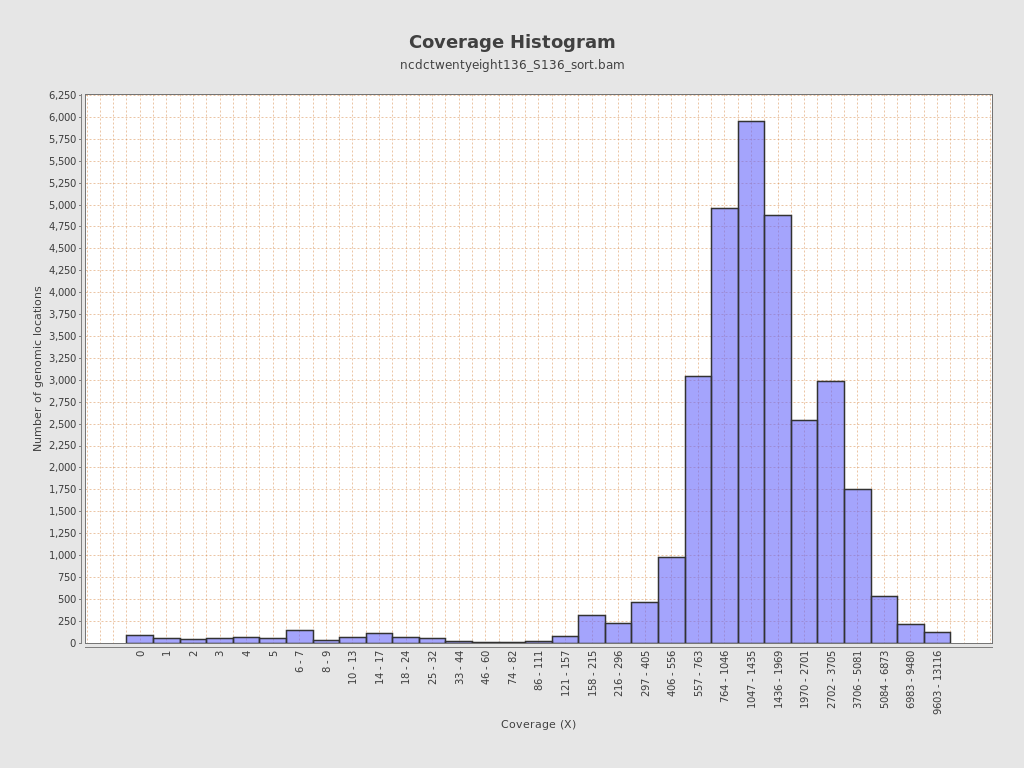 Coverage Histogram
ncdctwentyeight136_S136_sort.bam
Number of genomic locations
6,250
6,000
5,750
5,500
5,250
5,000
4,750
4,500
4,250
4,000
3,750
3,500
3,250
3,000
2,750
2,500
2,250
2,000
1,750
1,500
1,250
1,000
750
500
250
0
0
1
2
3
4
5
6 - 7
8 - 9
10 - 13
14 - 17
18 - 24
25 - 32
33 - 44
46 - 60
74 - 82
86 - 111
121 - 157
158 - 215
216 - 296
297 - 405
406 - 556
557 - 763
764 - 1046
1047 - 1435
1436 - 1969
1970 - 2701
2702 - 3705
3706 - 5081
5084 - 6873
6983 - 9480
9603 - 13116
Coverage (X)